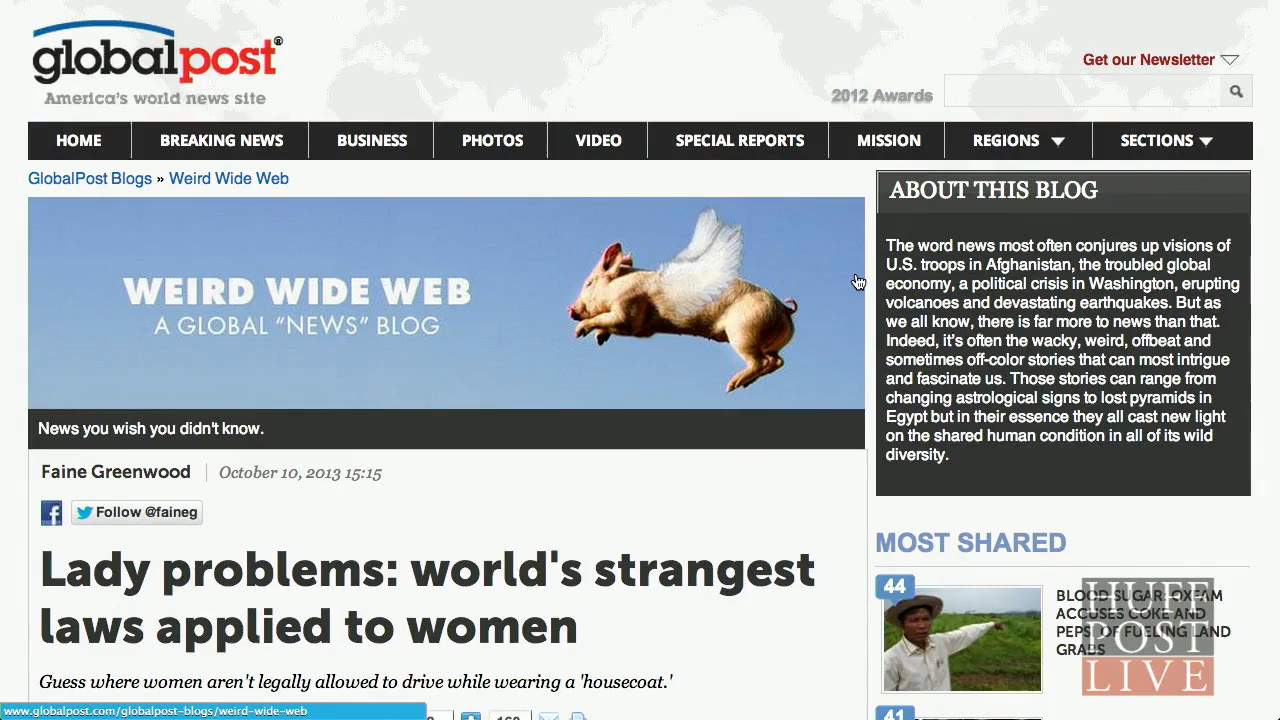 globalpost®
America's world news site
Get our Newsletter
2012 Awards
HOME
BREAKING NEWS
BUSINESS
PHOTOS
VIDEO
SPECIAL REPORTS
MISSION
REGIONS
SECTIONS
GlobalPost Blogs » Weird Wide Web
WEIRD WIDE WEB
A GLOBAL “NEWS” BLOG
News you wish you didn't know.
Faine Greenwood
October 10, 2013 15:15
Follow @faineg
Lady problems: world's strangest
laws applied to women
Guess where women aren't legally allowed to drive while wearing a 'housecoat.'
www.globalpost.com/globalpost-blogs/weird-wide-web
ABOUT THIS BLOG
The word news most often conjures up visions of
U.S. troops in Afghanistan, the troubled global
economy, a political crisis in Washington, erupting
volcanoes and devastating earthquakes. But as
we all know, there is far more to news than that.
Indeed, it's often the wacky, weird, offbeat and
sometimes off-color stories that can most intrigue
and fascinate us. Those stories can range from
changing astrological signs to lost pyramids in
Egypt but in their essence they all cast new light
on the shared human condition in all of its wild
diversity.
MOST SHARED
44
BLOOD SUGAR: OXFAM
ACCUSES COKE AND
PEPSI OF FUELING LAND
GRABS
41
HUFF
POST
LIVE